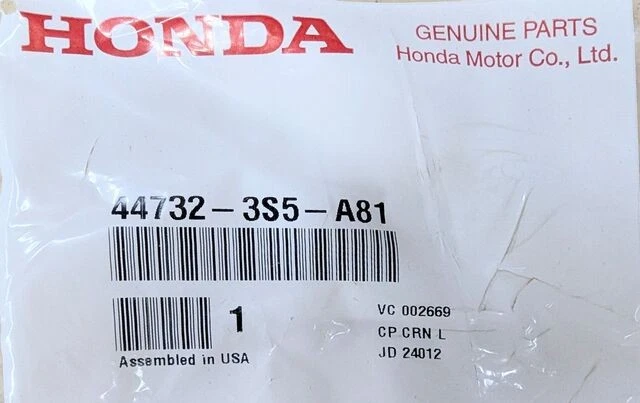 HONDA
GENUINE PARTS
Honda Motor Co., Ltd.
44732-3S5-A81
1
VC 002669
CP CRN L
JD 24012
Assembled in USA